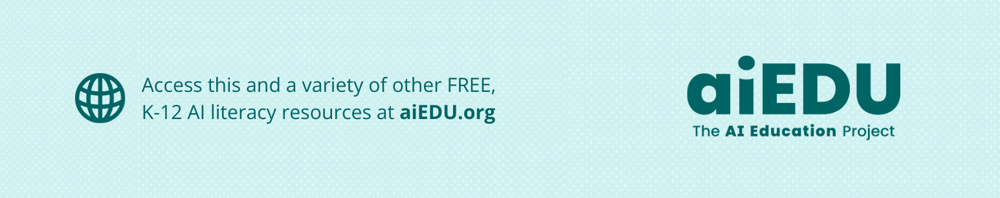 Access this and a variety of other FREE,
K-12 AI literacy resources at aiEDU.org
aiEDU
The AI Education Project